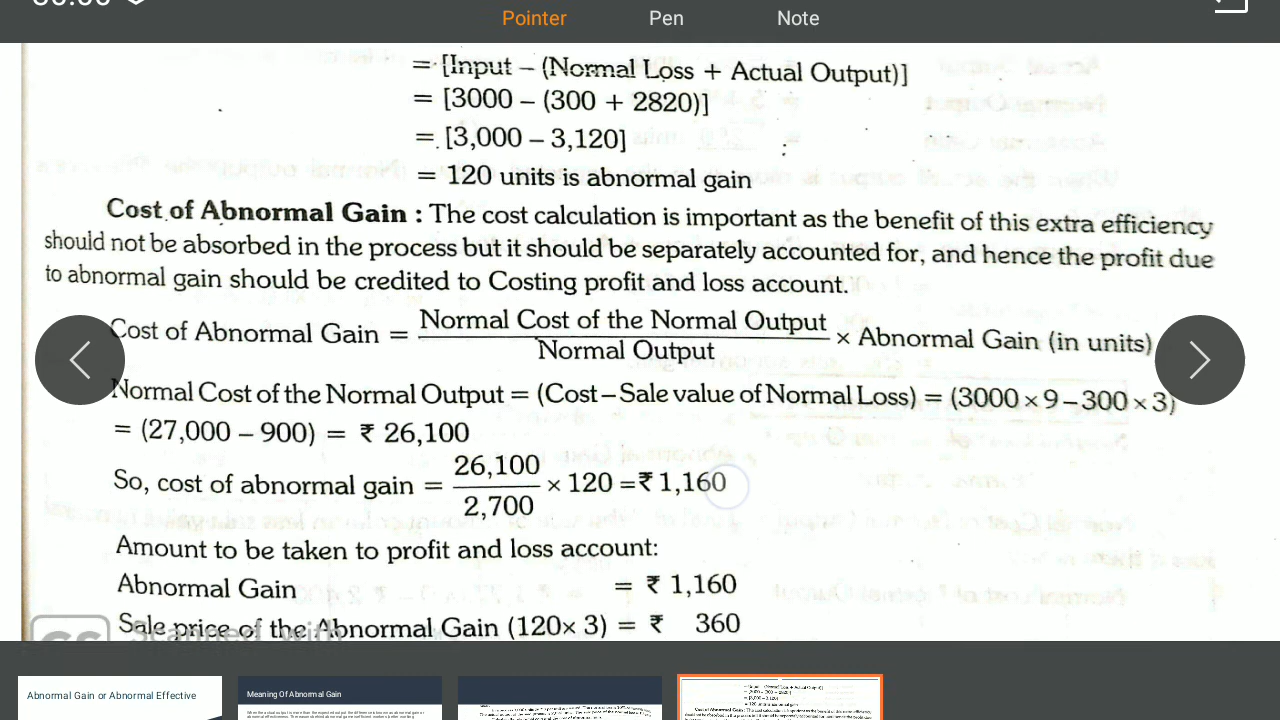 Pointer Pen Note
= [Input – (Normal Loss + Actual Output)]
= [3000 – (300 + 2820)]
= [3,000 – 3,120]
= 120 units is abnormal gain
Cost of Abnormal Gain : The cost calculation is important as the benefit of this extra efficiency
should not be absorbed in the process but it should be separately accounted for, and hence the profit due
to abnormal gain should be credited to Costing profit and loss account.
Cost of Abnormal Gain = Normal Cost of the Normal Output / Normal Output × Abnormal Gain (in units)
Normal Cost of the Normal Output = (Cost – Sale value of Normal Loss) = (3000 × 9 – 300 × 3)
= (27,000 – 900) = ₹ 26,100
So, cost of abnormal gain = 26,100 / 2,700 × 120 = ₹ 1,160
Amount to be taken to profit and loss account:
Abnormal Gain = ₹ 1,160
Sale price of the Abnormal Gain (120× 3) = ₹ 360
CS Scanned with
Abnormal Gain or Abnormal Effective
Meaning Of Abnormal Gain